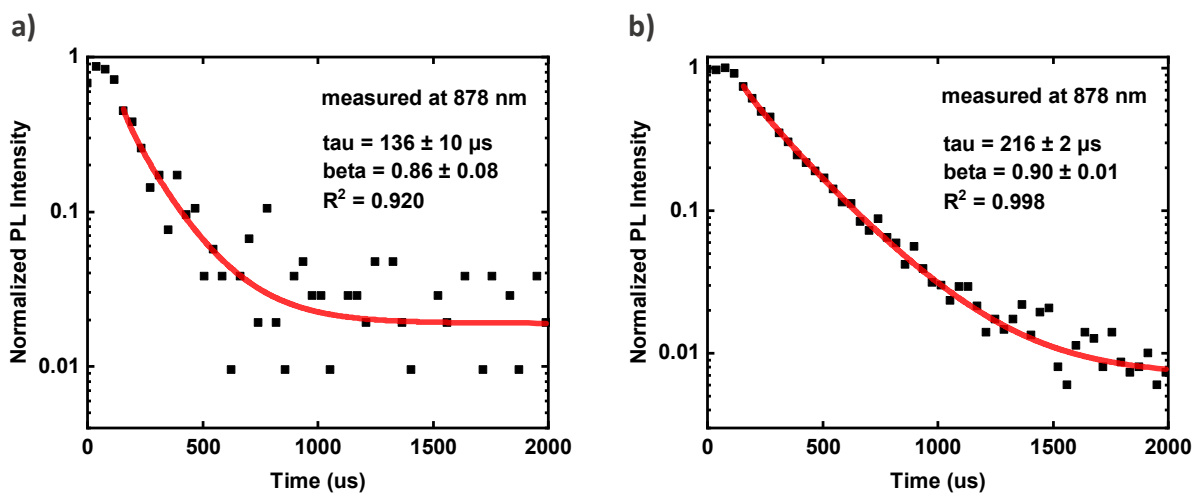 a)
Normalized PL Intensity
1
0.1
0.01
measured at 878 nm
tau = 136 ± 10 µs
beta = 0.86 ± 0.08
R² = 0.920
0 500 1000 1500 2000
Time (us)
b)
Normalized PL Intensity
1
0.1
0.01
measured at 878 nm
tau = 216 ± 2 µs
beta = 0.90 ± 0.01
R² = 0.998
0 500 1000 1500 2000
Time (us)